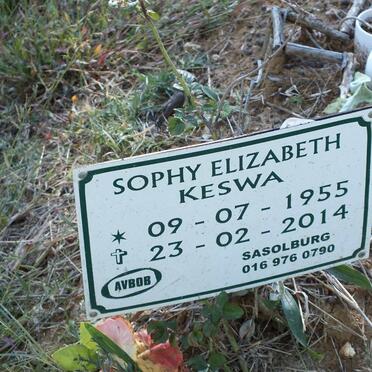 SOPHY ELIZABETH
KESWA
* 09 - 07 - 1955
✝ 23 - 02 - 2014
SASOLBURG
016 976 0790
AVBOB